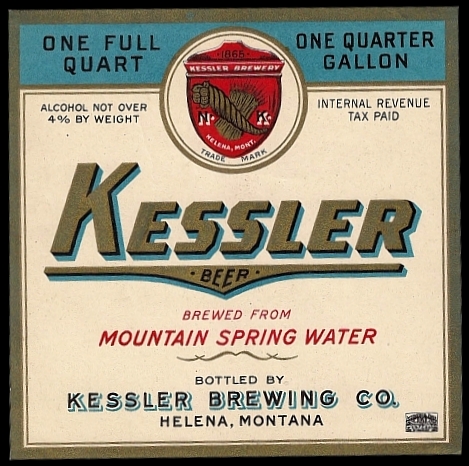 ONE FULL
QUART
ONE QUARTER
GALLON
ALCOHOL NOT OVER
4% BY WEIGHT
1865
KESSLER BREWERY
N. K.
HELENA, MONT.
TRADE MARK
INTERNAL REVENUE
TAX PAID
KESSLER
·BEER·
BREWED FROM
MOUNTAIN SPRING WATER
BOTTLED BY
KESSLER BREWING CO.
HELENA, MONTANA